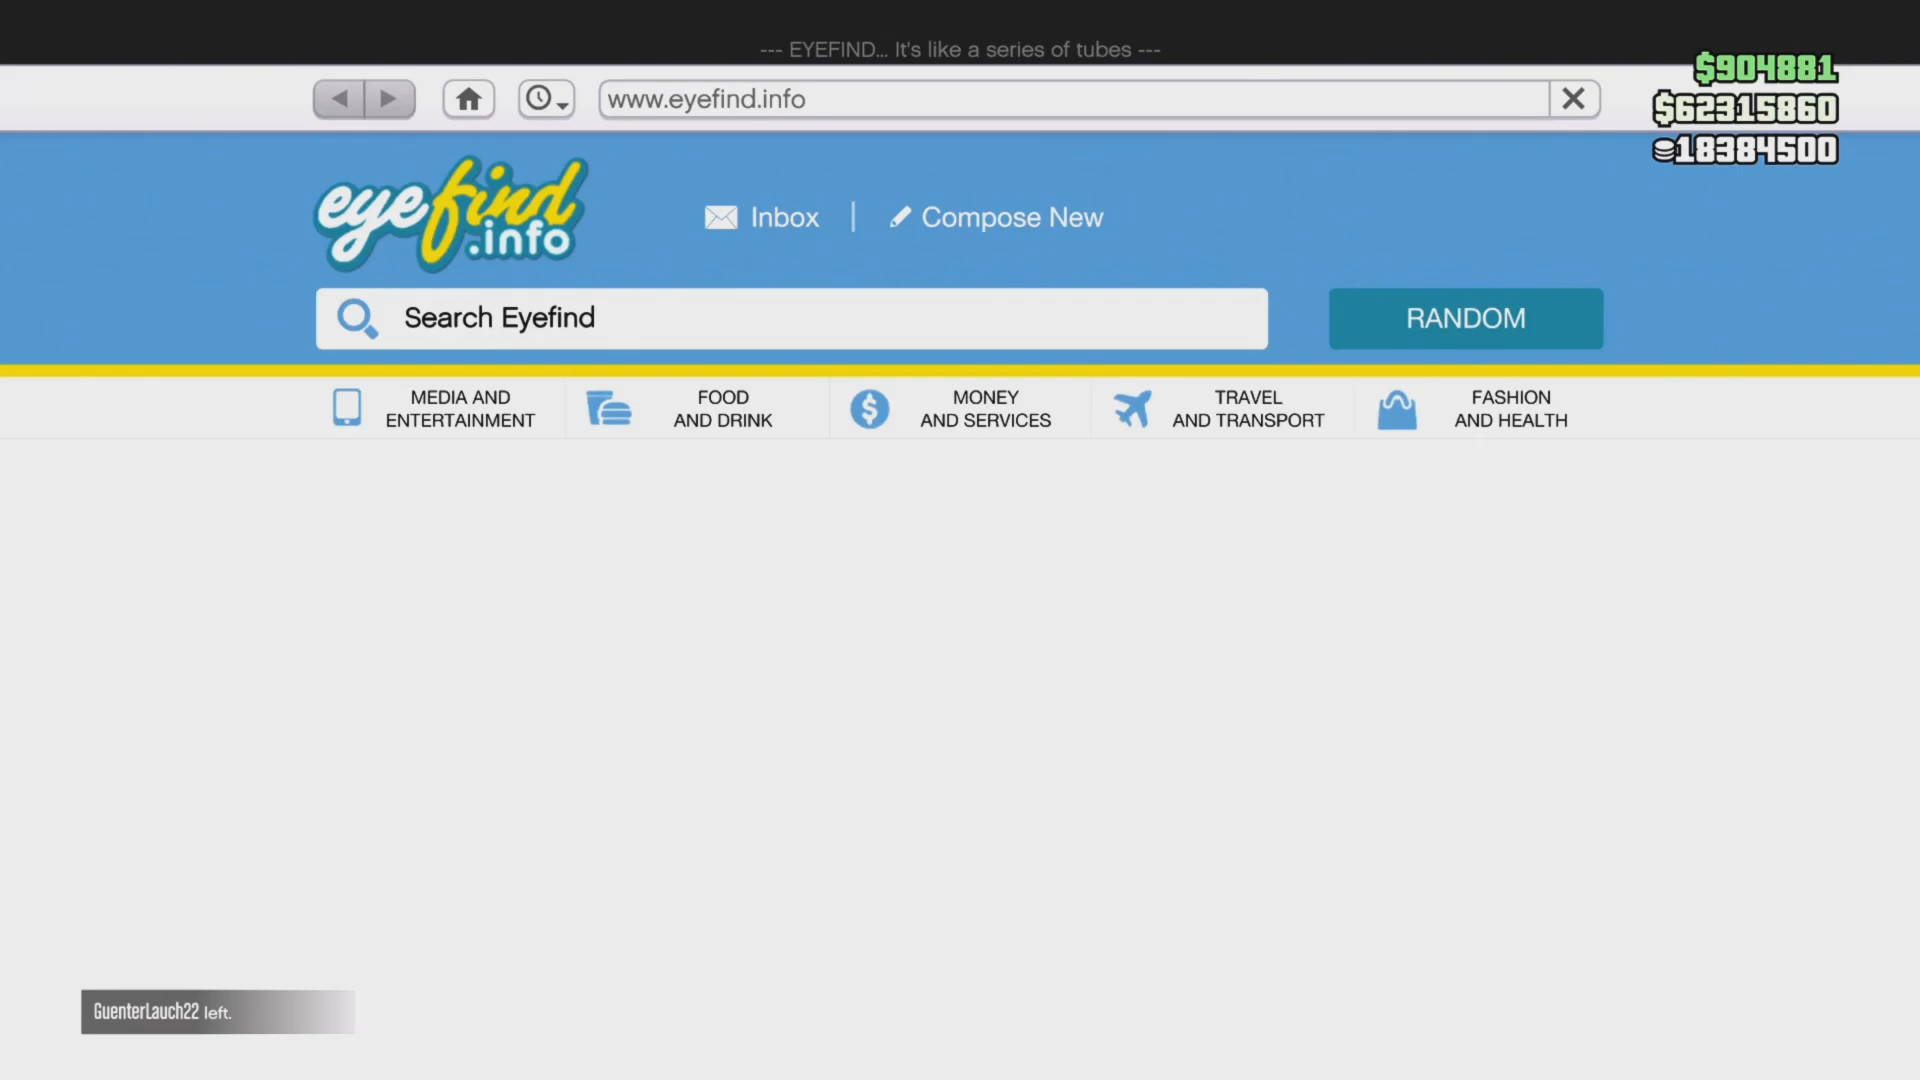 --- EYEFIND... It's like a series of tubes ---
www.eyefind.info
$904881
$62315860
18384500
eyefind
.info
Inbox
Compose New
Search Eyefind
RANDOM
MEDIA AND
ENTERTAINMENT
FOOD
AND DRINK
MONEY
AND SERVICES
TRAVEL
AND TRANSPORT
FASHION
AND HEALTH
GuenterLauch22 left.